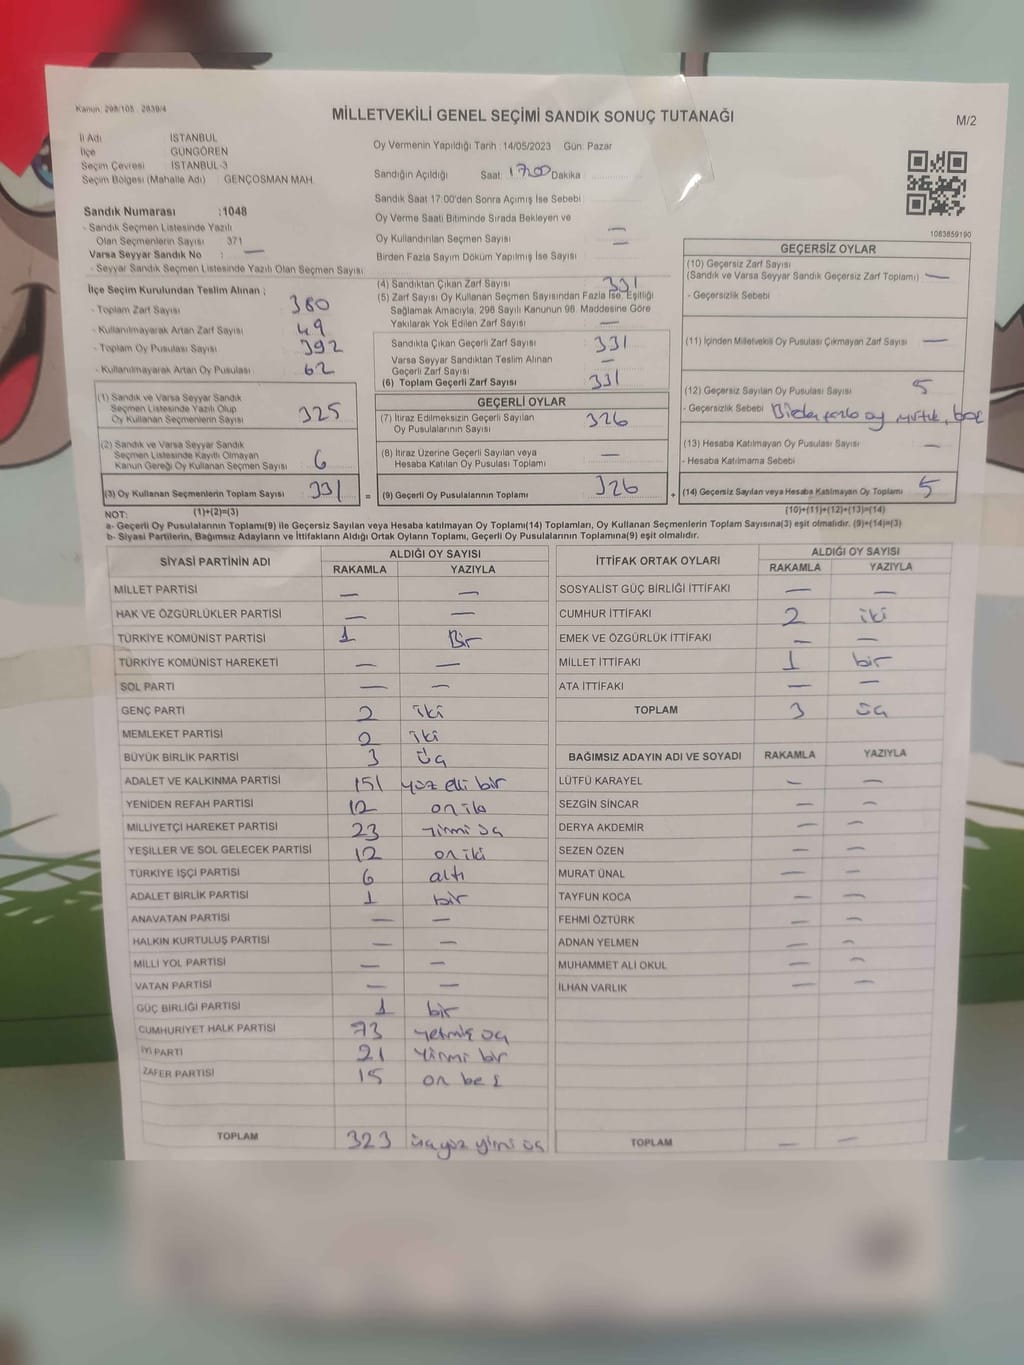 Kanun: 298/105 . 2839/4
MİLLETVEKİLİ GENEL SEÇİMİ SANDIK SONUÇ TUTANAĞI
M/2
İl Adı İSTANBUL
İlçe GÜNGÖREN
Seçim Çevresi İSTANBUL-3
Seçim Bölgesi (Mahalle Adı) GENÇOSMAN MAH.
Oy Vermenin Yapıldığı Tarih : 14/05/2023 Gün: Pazar
Sandığın Açıldığı Saat: 17 00 Dakika
Sandık Saat 17:00'den Sonra Açılmış İse Sebebi :
Oy Verme Saati Bitiminde Sırada Bekleyen ve
Oy Kullandırılan Seçmen Sayısı —
Birden Fazla Sayım Döküm Yapılmış İse Sayısı —
1083859190
Sandık Numarası :1048
- Sandık Seçmen Listesinde Yazılı
Olan Seçmenlerin Sayısı 371
Varsa Seyyar Sandık No : —
- Seyyar Sandık Seçmen Listesinde Yazılı Olan Seçmen Sayısı
İlçe Seçim Kurulundan Teslim Alınan ;
- Toplam Zarf Sayısı 380
- Kullanılmayarak Artan Zarf Sayısı 49
- Toplam Oy Pusulası Sayısı 392
- Kullanılmayarak Artan Oy Pusulası 62
(1) Sandık ve Varsa Seyyar Sandık
Seçmen Listesinde Yazılı Olup
Oy Kullanan Seçmenlerin Sayısı 325
(2) Sandık ve Varsa Seyyar Sandık
Seçmen Listesinde Kayıtlı Olmayan
Kanun Gereği Oy Kullanan Seçmen Sayısı 6
(3) Oy Kullanan Seçmenlerin Toplam Sayısı 331 =
(1)+(2)=(3)
(4) Sandıktan Çıkan Zarf Sayısı 331
(5) Zarf Sayısı Oy Kullanan Seçmen Sayısından Fazla İse, Eşitliği
Sağlamak Amacıyla, 298 Sayılı Kanunun 98. Maddesine Göre
Yakılarak Yok Edilen Zarf Sayısı —
Sandıkta Çıkan Geçerli Zarf Sayısı 331
Varsa Seyyar Sandıktan Teslim Alınan
Geçerli Zarf Sayısı —
(6) Toplam Geçerli Zarf Sayısı 331
GEÇERLİ OYLAR
(7) İtiraz Edilmeksizin Geçerli Sayılan
Oy Pusulalarının Sayısı 326
(8) İtiraz Üzerine Geçerli Sayılan veya
Hesaba Katılan Oy Pusulası Toplamı —
(9) Geçerli Oy Pusulalarının Toplamı 326 +
GEÇERSİZ OYLAR
(10) Geçersiz Zarf Sayısı
(Sandık ve Varsa Seyyar Sandık Geçersiz Zarf Toplamı) —
- Geçersizlik Sebebi
(11) İçinden Milletvekili Oy Pusulası Çıkmayan Zarf Sayısı —
(12) Geçersiz Sayılan Oy Pusulası Sayısı 5
- Geçersizlik Sebebi Birden fazla oy boş
(13) Hesaba Katılmayan Oy Pusulası Sayısı —
- Hesaba Katılmama Sebebi
(14) Geçersiz Sayılan veya Hesaba Katılmayan Oy Toplamı 5
(10)+(11)+(12)+(13)=(14)
NOT:
a- Geçerli Oy Pusulalarının Toplamı(9) ile Geçersiz Sayılan veya Hesaba katılmayan Oy Toplamı(14) Toplamları, Oy Kullanan Seçmenlerin Toplam Sayısına(3) eşit olmalıdır. (9)+(14)=(3)
b- Siyasi Partilerin, Bağımsız Adayların ve İttifakların Aldığı Ortak Oyların Toplamı, Geçerli Oy Pusulalarının Toplamına(9) eşit olmalıdır.
SİYASİ PARTİNİN ADI ALDIĞI OY SAYISI
RAKAMLA YAZIYLA
MİLLET PARTİSİ — —
HAK VE ÖZGÜRLÜKLER PARTİSİ — —
TÜRKİYE KOMÜNİST PARTİSİ 1 Bir
TÜRKİYE KOMÜNİST HAREKETİ — —
SOL PARTİ — —
GENÇ PARTİ 2 iki
MEMLEKET PARTİSİ 2 iki
BÜYÜK BİRLİK PARTİSİ 3 Üç
ADALET VE KALKINMA PARTİSİ 151 yüz elli bir
YENİDEN REFAH PARTİSİ 12 on iki
MİLLİYETÇİ HAREKET PARTİSİ 23 yirmi üç
YEŞİLLER VE SOL GELECEK PARTİSİ 12 on iki
TÜRKİYE İŞÇİ PARTİSİ 6 altı
ADALET BİRLİK PARTİSİ 1 bir
ANAVATAN PARTİSİ — —
HALKIN KURTULUŞ PARTİSİ — —
MİLLİ YOL PARTİSİ — —
VATAN PARTİSİ — —
GÜÇ BİRLİĞİ PARTİSİ 1 bir
CUMHURİYET HALK PARTİSİ 73 yetmiş üç
İYİ PARTİ 21 yirmi bir
ZAFER PARTİSİ 15 on beş
TOPLAM 323 üçyüz yirmi üç
İTTİFAK ORTAK OYLARI ALDIĞI OY SAYISI
RAKAMLA YAZIYLA
SOSYALİST GÜÇ BİRLİĞİ İTTİFAKI — —
CUMHUR İTTİFAKI 2 iki
EMEK VE ÖZGÜRLÜK İTTİFAKI — —
MİLLET İTTİFAKI 1 bir
ATA İTTİFAKI — —
TOPLAM 3 üç
BAĞIMSIZ ADAYIN ADI VE SOYADI RAKAMLA YAZIYLA
LÜTFÜ KARAYEL — —
SEZGİN SİNCAR — —
DERYA AKDEMİR — —
SEZEN ÖZEN — —
MURAT ÜNAL — —
TAYFUN KOCA — —
FEHMİ ÖZTÜRK — —
ADNAN YELMEN — —
MUHAMMET ALİ OKUL — —
İLHAN VARLIK — —
TOPLAM — —